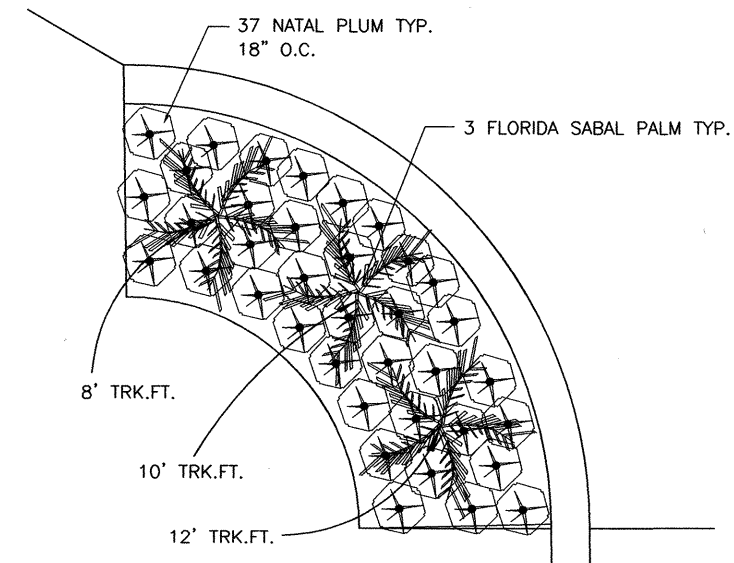 37 NATAL PLUM TYP.
18" O.C.
3 FLORIDA SABAL PALM TYP.
8' TRK.FT.
10' TRK.FT.
12' TRK.FT.